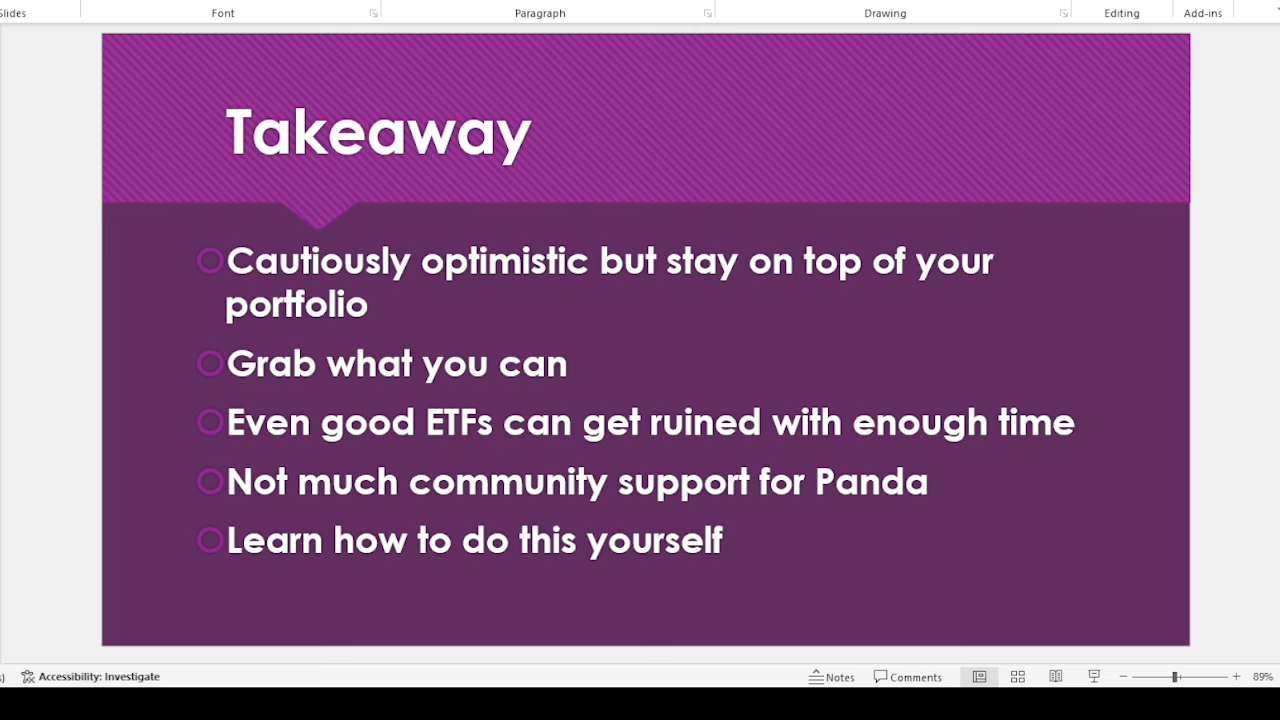 Slides
Font
Paragraph
Drawing
Editing
Add-ins
Takeaway
Cautiously optimistic but stay on top of your
portfolio
Grab what you can
Even good ETFs can get ruined with enough time
Not much community support for Panda
Learn how to do this yourself
Accessibility: Investigate
Notes
Comments
89%